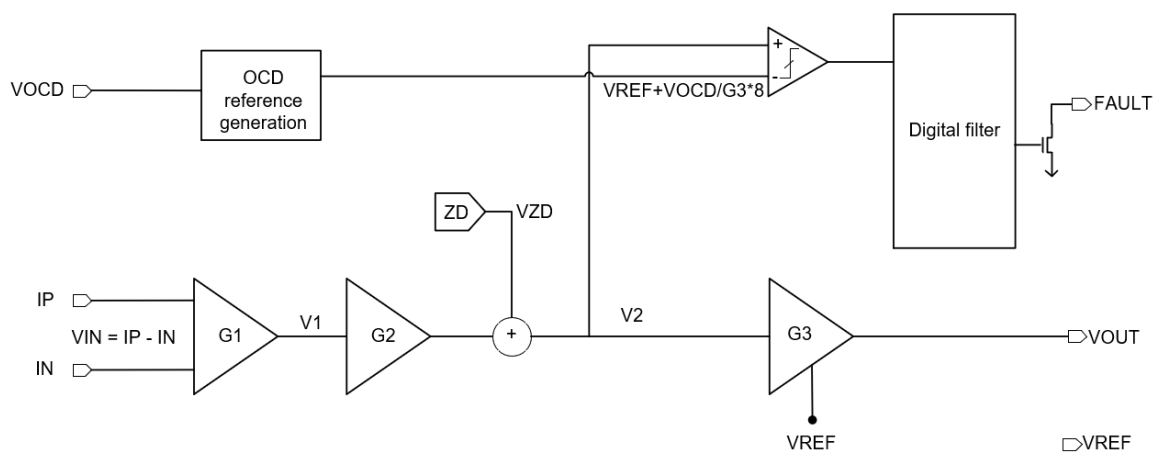 VOCD
OCD
reference
generation
+
-
VREF+VOCD/G3*8
Digital filter
FAULT
ZD
VZD
IP
VIN = IP - IN
IN
G1
V1
G2
+
V2
G3
VOUT
VREF
VREF